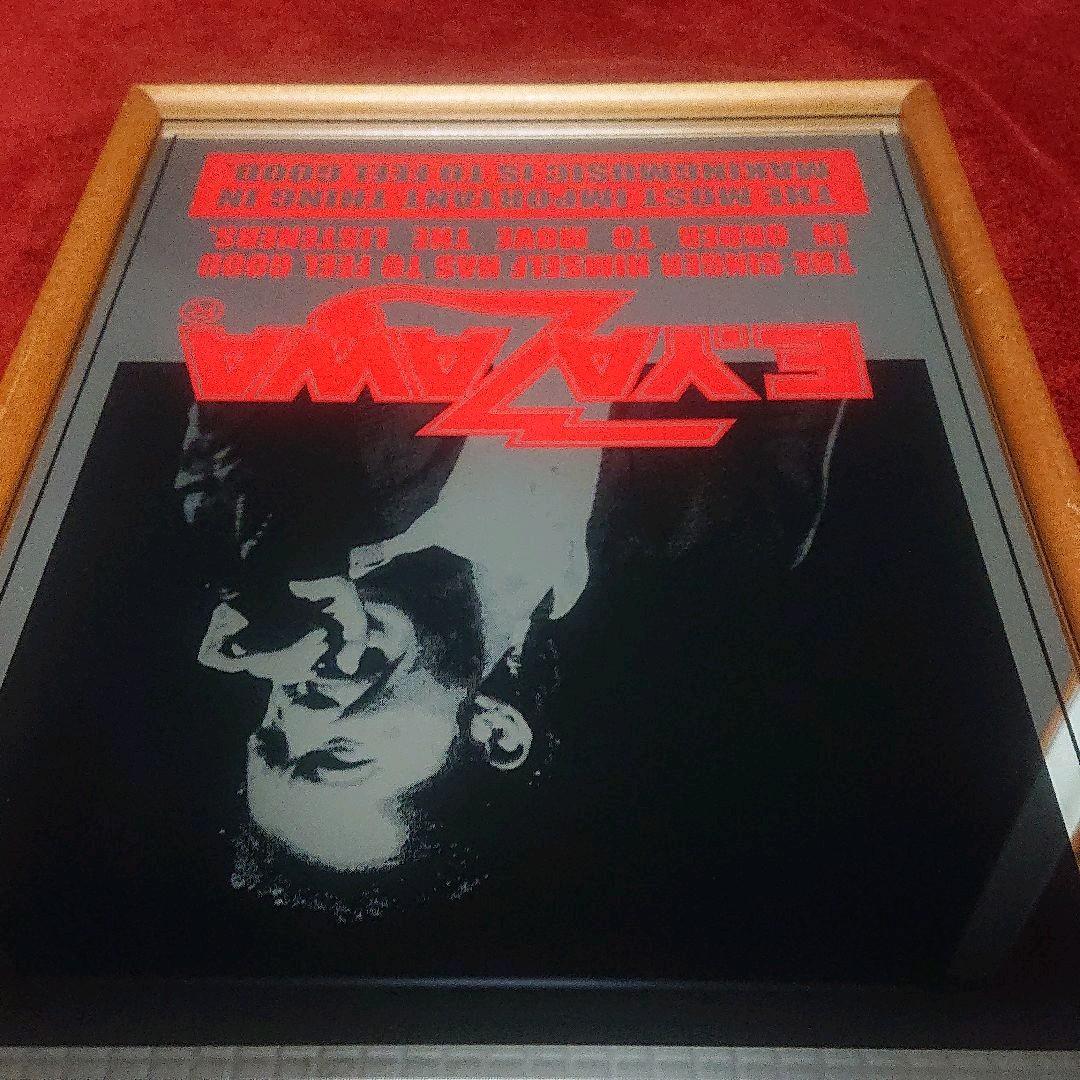 E.YAZAWA®
THE SINGER HIMSELF HAS TO FEEL GOOD
IN ORDER TO MOVE THE LISTENERS.
THE MOST IMPORTANT THING IN
MAKINGMUSIC IS TO FEEL GOOD.